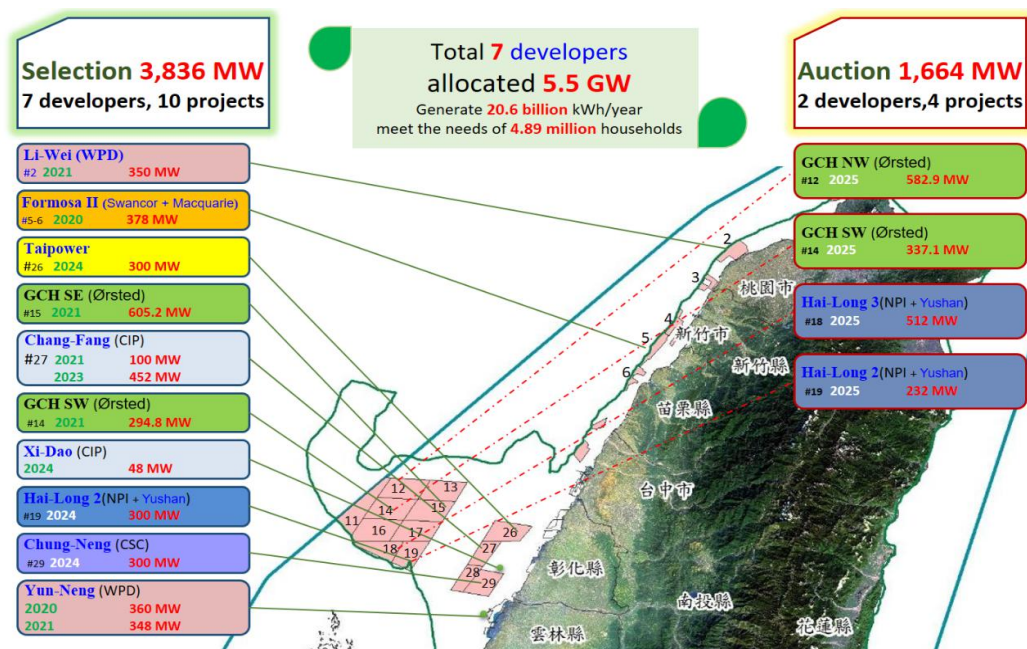 Selection 3,836 MW
7 developers, 10 projects
Total 7 developers
allocated 5.5 GW
Generate 20.6 billion kWh/year
meet the needs of 4.89 million households
Auction 1,664 MW
2 developers,4 projects
Li-Wei (WPD)
#2 2021 350 MW
Formosa II (Swancor + Macquarie)
#5-6 2020 378 MW
Taipower
#26 2024 300 MW
GCH SE (Ørsted)
#15 2021 605.2 MW
Chang-Fang (CIP)
#27 2021 100 MW
2023 452 MW
GCH SW (Ørsted)
#14 2021 294.8 MW
Xi-Dao (CIP)
2024 48 MW
Hai-Long 2(NPI + Yushan)
#19 2024 300 MW
Chung-Neng (CSC)
#29 2024 300 MW
Yun-Neng (WPD)
2020 360 MW
2021 348 MW
GCH NW (Ørsted)
#12 2025 582.9 MW
GCH SW (Ørsted)
#14 2025 337.1 MW
Hai-Long 3(NPI + Yushan)
#18 2025 512 MW
Hai-Long 2(NPI + Yushan)
#19 2025 232 MW
2
3
桃園市
4
5
新竹市
新竹縣
6
苗栗縣
台中市
12
13
14
15
11
16
17
18
19
26
27
28
29
彰化縣
南投縣
雲林縣
花蓮縣